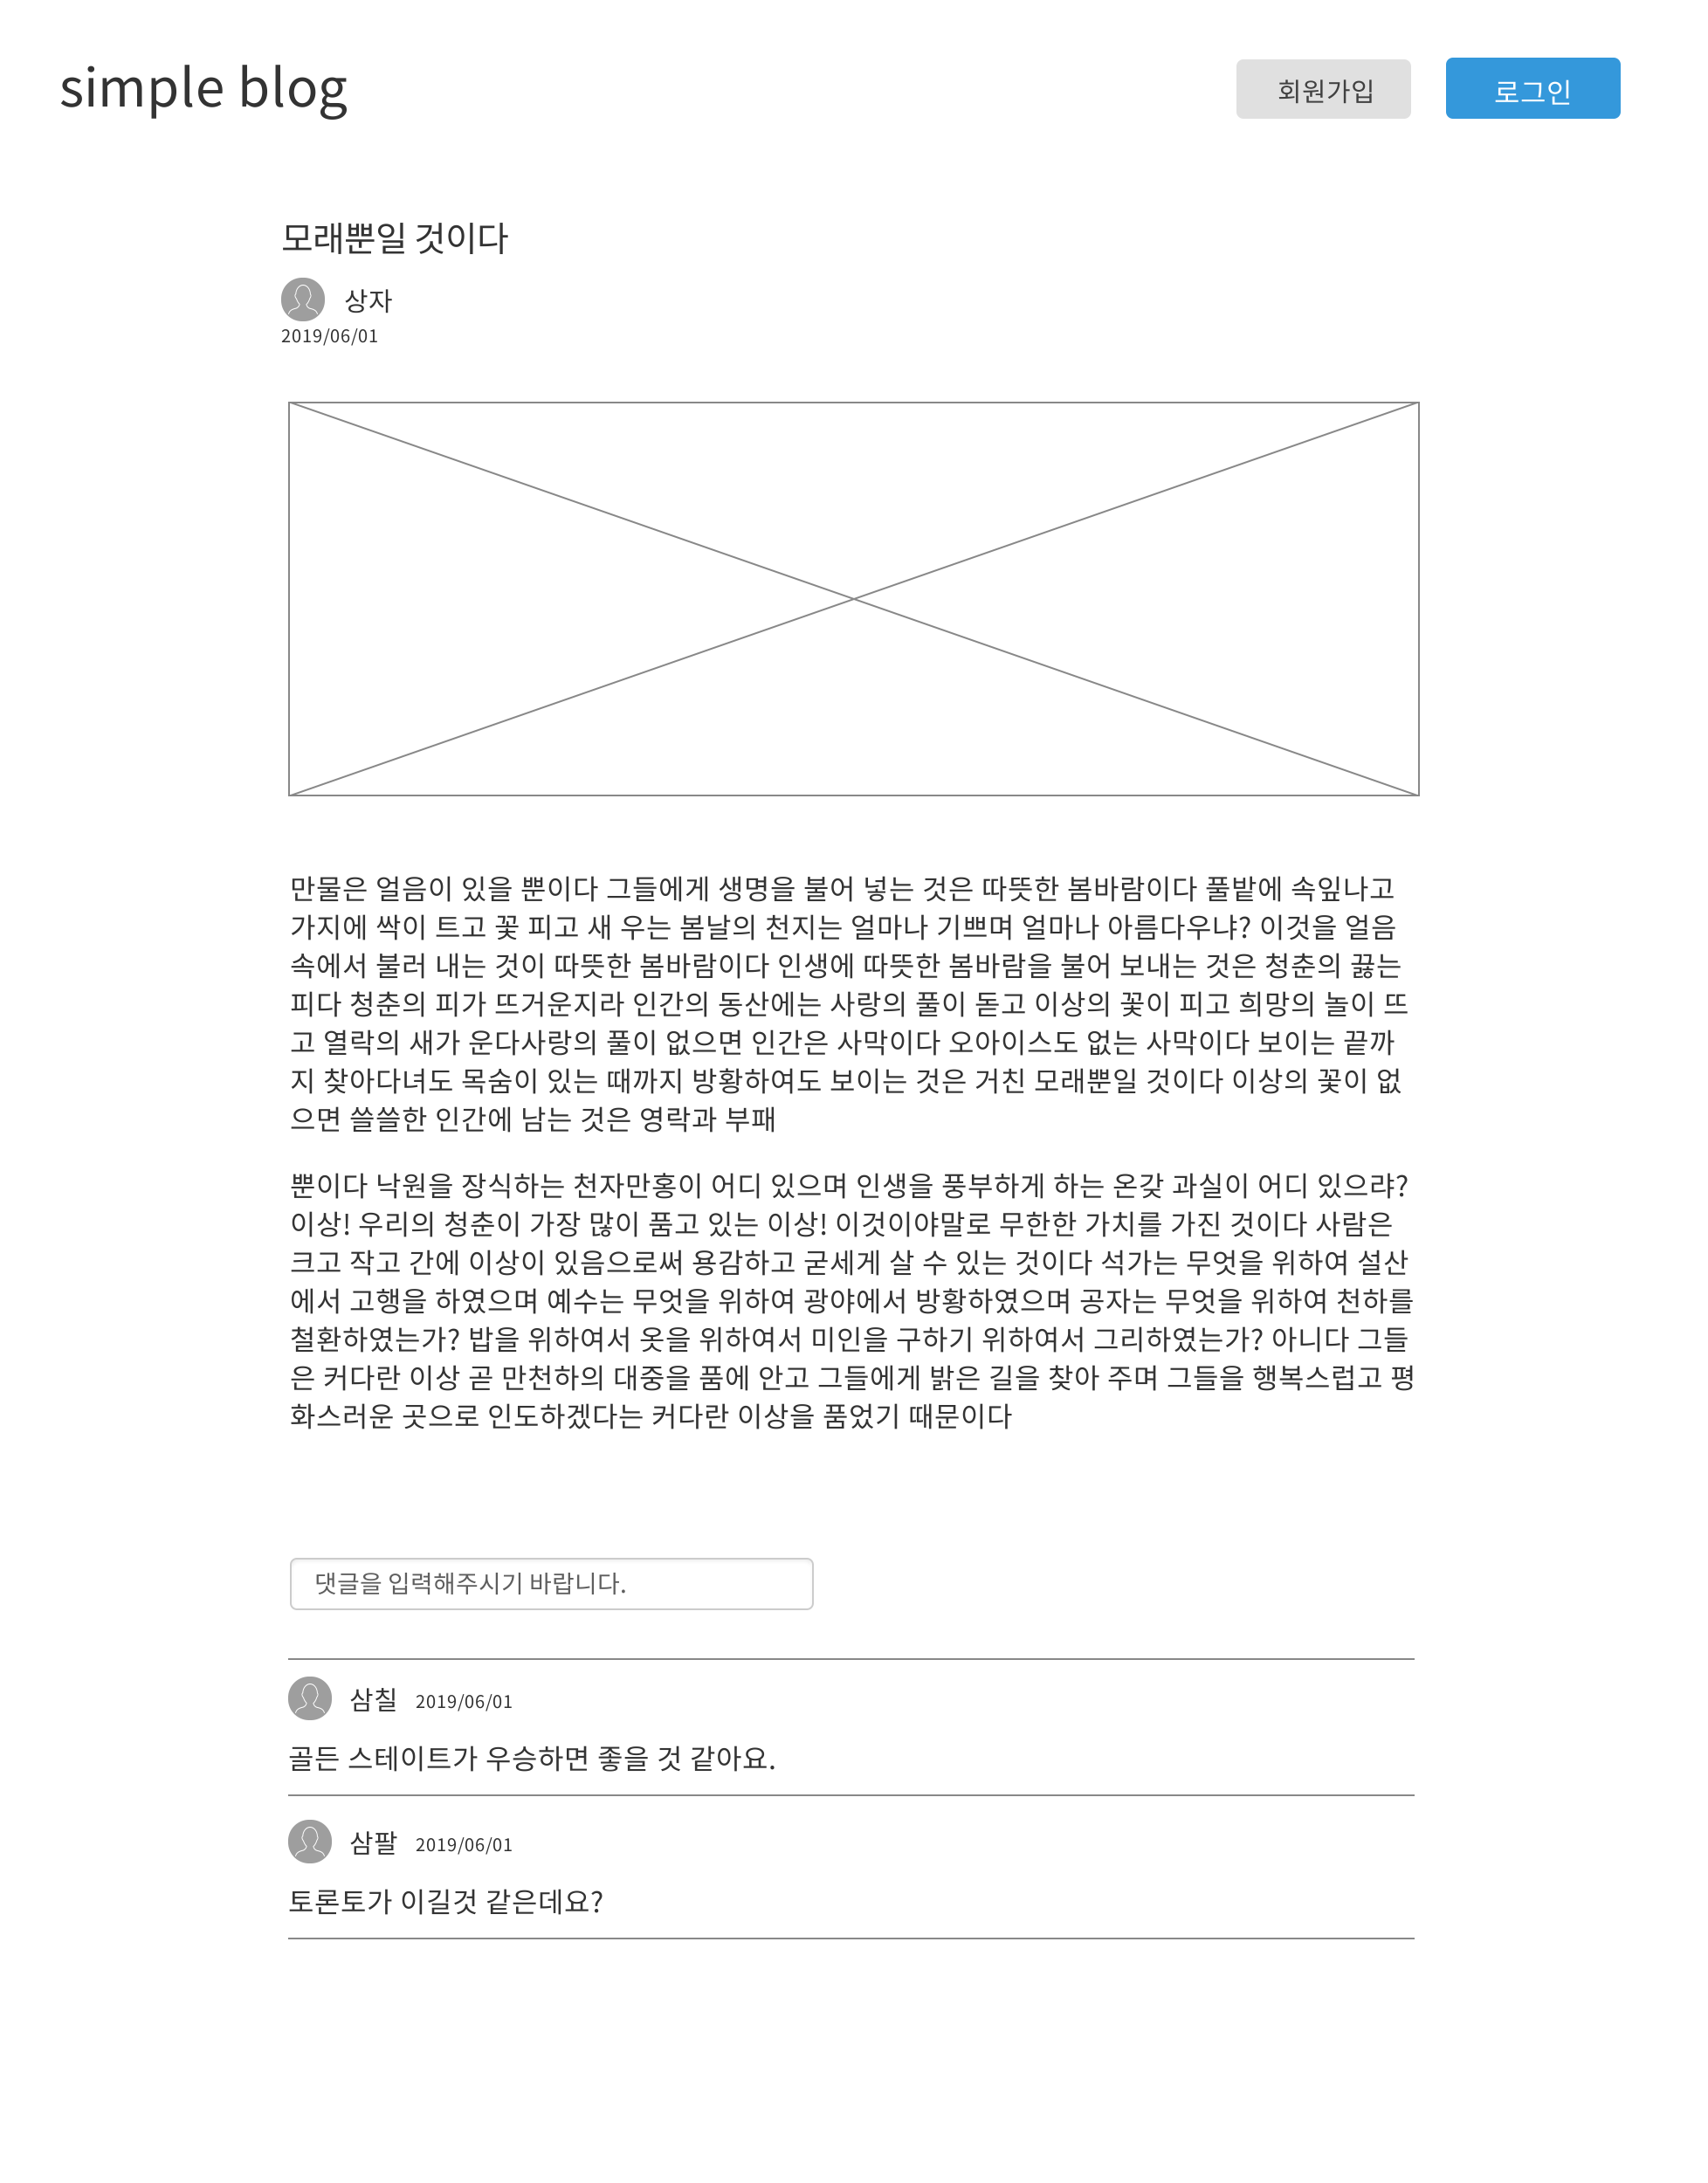 simple blog
회원가입
로그인
모래뿐일 것이다
상자
2019/06/01
만물은 얼음이 있을 뿐이다 그들에게 생명을 불어 넣는 것은 따뜻한 봄바람이다 풀밭에 속잎나고
가지에 싹이 트고 꽃 피고 새 우는 봄날의 천지는 얼마나 기쁘며 얼마나 아름다우냐? 이것을 얼음
속에서 불러 내는 것이 따뜻한 봄바람이다 인생에 따뜻한 봄바람을 불어 보내는 것은 청춘의 끓는
피다 청춘의 피가 뜨거운지라 인간의 동산에는 사랑의 풀이 돋고 이상의 꽃이 피고 희망의 놀이 뜨
고 열락의 새가 운다사랑의 풀이 없으면 인간은 사막이다 오아이스도 없는 사막이다 보이는 끝까
지 찾아다녀도 목숨이 있는 때까지 방황하여도 보이는 것은 거친 모래뿐일 것이다 이상의 꽃이 없
으면 쓸쓸한 인간에 남는 것은 영락과 부패
뿐이다 낙원을 장식하는 천자만홍이 어디 있으며 인생을 풍부하게 하는 온갖 과실이 어디 있으랴?
이상! 우리의 청춘이 가장 많이 품고 있는 이상! 이것이야말로 무한한 가치를 가진 것이다 사람은
크고 작고 간에 이상이 있음으로써 용감하고 굳세게 살 수 있는 것이다 석가는 무엇을 위하여 설산
에서 고행을 하였으며 예수는 무엇을 위하여 광야에서 방황하였으며 공자는 무엇을 위하여 천하를
철환하였는가? 밥을 위하여서 옷을 위하여서 미인을 구하기 위하여서 그리하였는가? 아니다 그들
은 커다란 이상 곧 만천하의 대중을 품에 안고 그들에게 밝은 길을 찾아 주며 그들을 행복스럽고 평
화스러운 곳으로 인도하겠다는 커다란 이상을 품었기 때문이다
댓글을 입력해주시기 바랍니다.
삼칠 2019/06/01
골든 스테이트가 우승하면 좋을 것 같아요.
삼팔 2019/06/01
토론토가 이길것 같은데요?